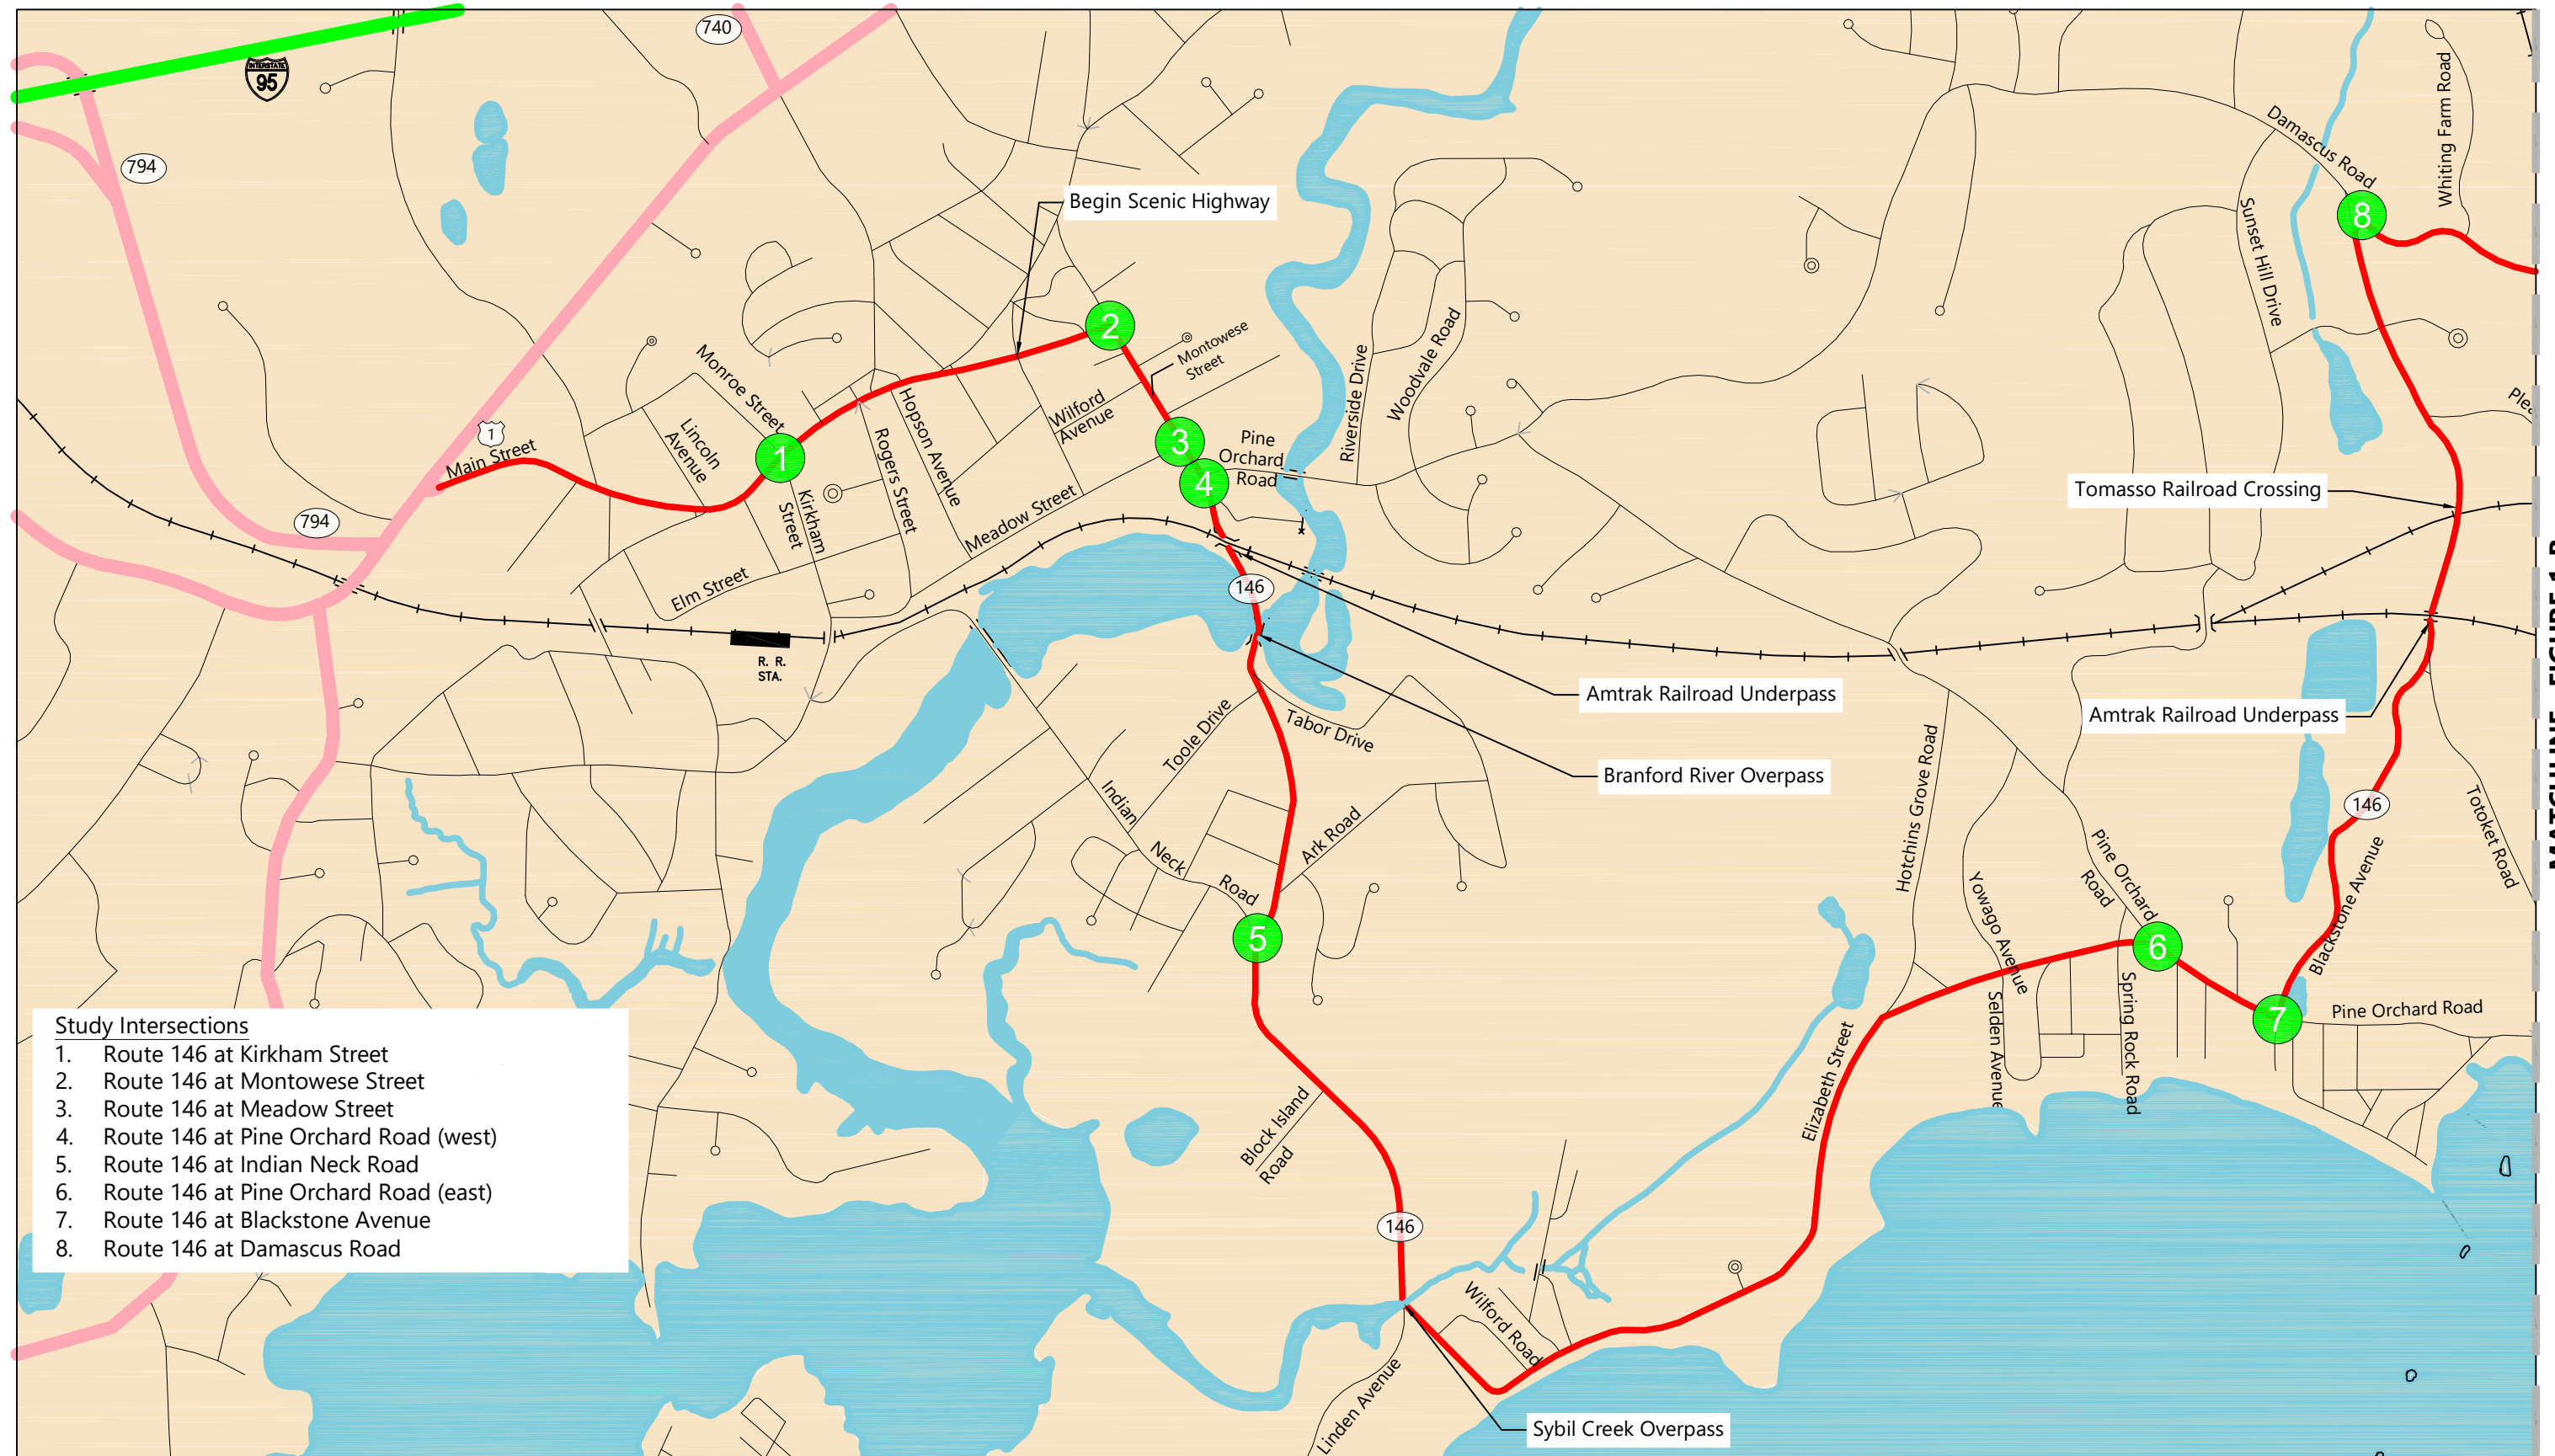 740
INTERSTATE
95
794
Damascus Road
Whiting Farm Road
8
Begin Scenic Highway
Sunset Hill Drive
2
Montowese
Street
Monroe Street
Riverside Drive
Woodvale Road
1
Main Street
Lincoln
Avenue
1
Hopson Avenue
Wilford
Avenue
3
Pine
Orchard
Road
4
Rogers Street
Kirkham
Street
Meadow Street
Tomasso Railroad Crossing
794
Elm Street
146
R. R.
STA.
Amtrak Railroad Underpass
Amtrak Railroad Underpass
Toole Drive
Tabor Drive
Branford River Overpass
Hotchins Grove Road
Indian
Neck
Road
Ark Road
146
Totoket Road
Pine Orchard
Road
Blackstone Avenue
Yowago Avenue
5
6
Selden Avenue
Spring Rock Road
7
Pine Orchard Road
Elizabeth Street
Study Intersections
1. Route 146 at Kirkham Street
2. Route 146 at Montowese Street
3. Route 146 at Meadow Street
4. Route 146 at Pine Orchard Road (west)
5. Route 146 at Indian Neck Road
6. Route 146 at Pine Orchard Road (east)
7. Route 146 at Blackstone Avenue
8. Route 146 at Damascus Road
Block Island
Road
146
Wilford Road
Linden Avenue
Sybil Creek Overpass